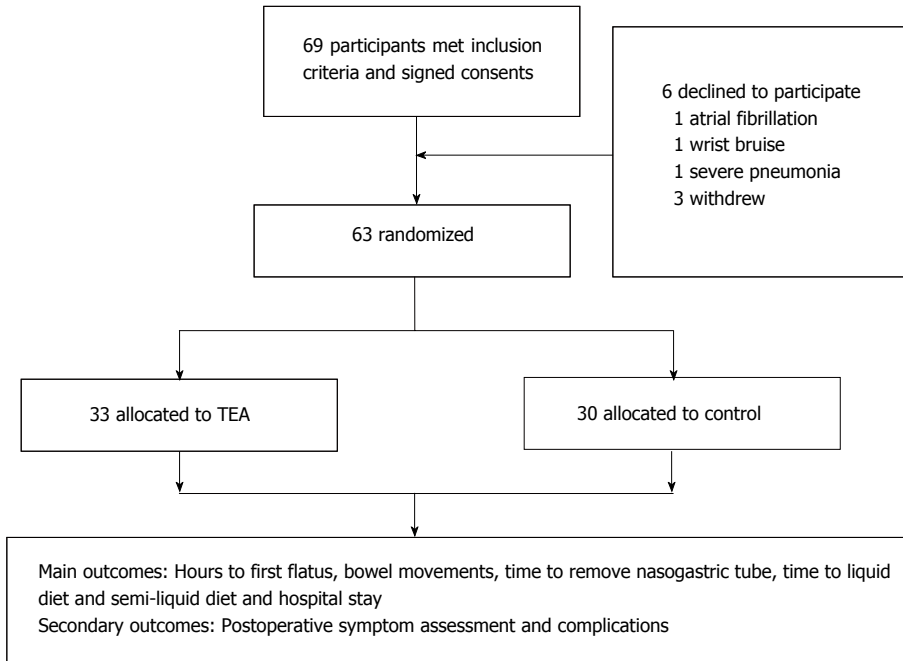 69 participants met inclusion
criteria and signed consents
6 declined to participate
1 atrial fibrillation
1 wrist bruise
1 severe pneumonia
3 withdrew
63 randomized
33 allocated to TEA
30 allocated to control
Main outcomes: Hours to first flatus, bowel movements, time to remove nasogastric tube, time to liquid
diet and semi-liquid diet and hospital stay
Secondary outcomes: Postoperative symptom assessment and complications